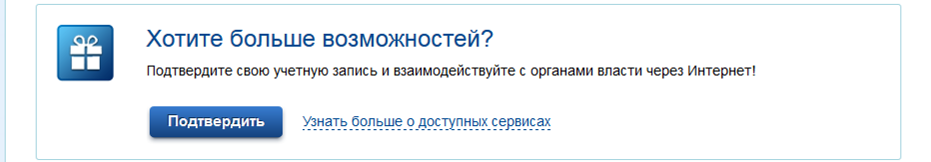 Хотите больше возможностей?
Подтвердите свою учетную запись и взаимодействуйте с органами власти через Интернет!
Подтвердить Узнать больше о доступных сервисах